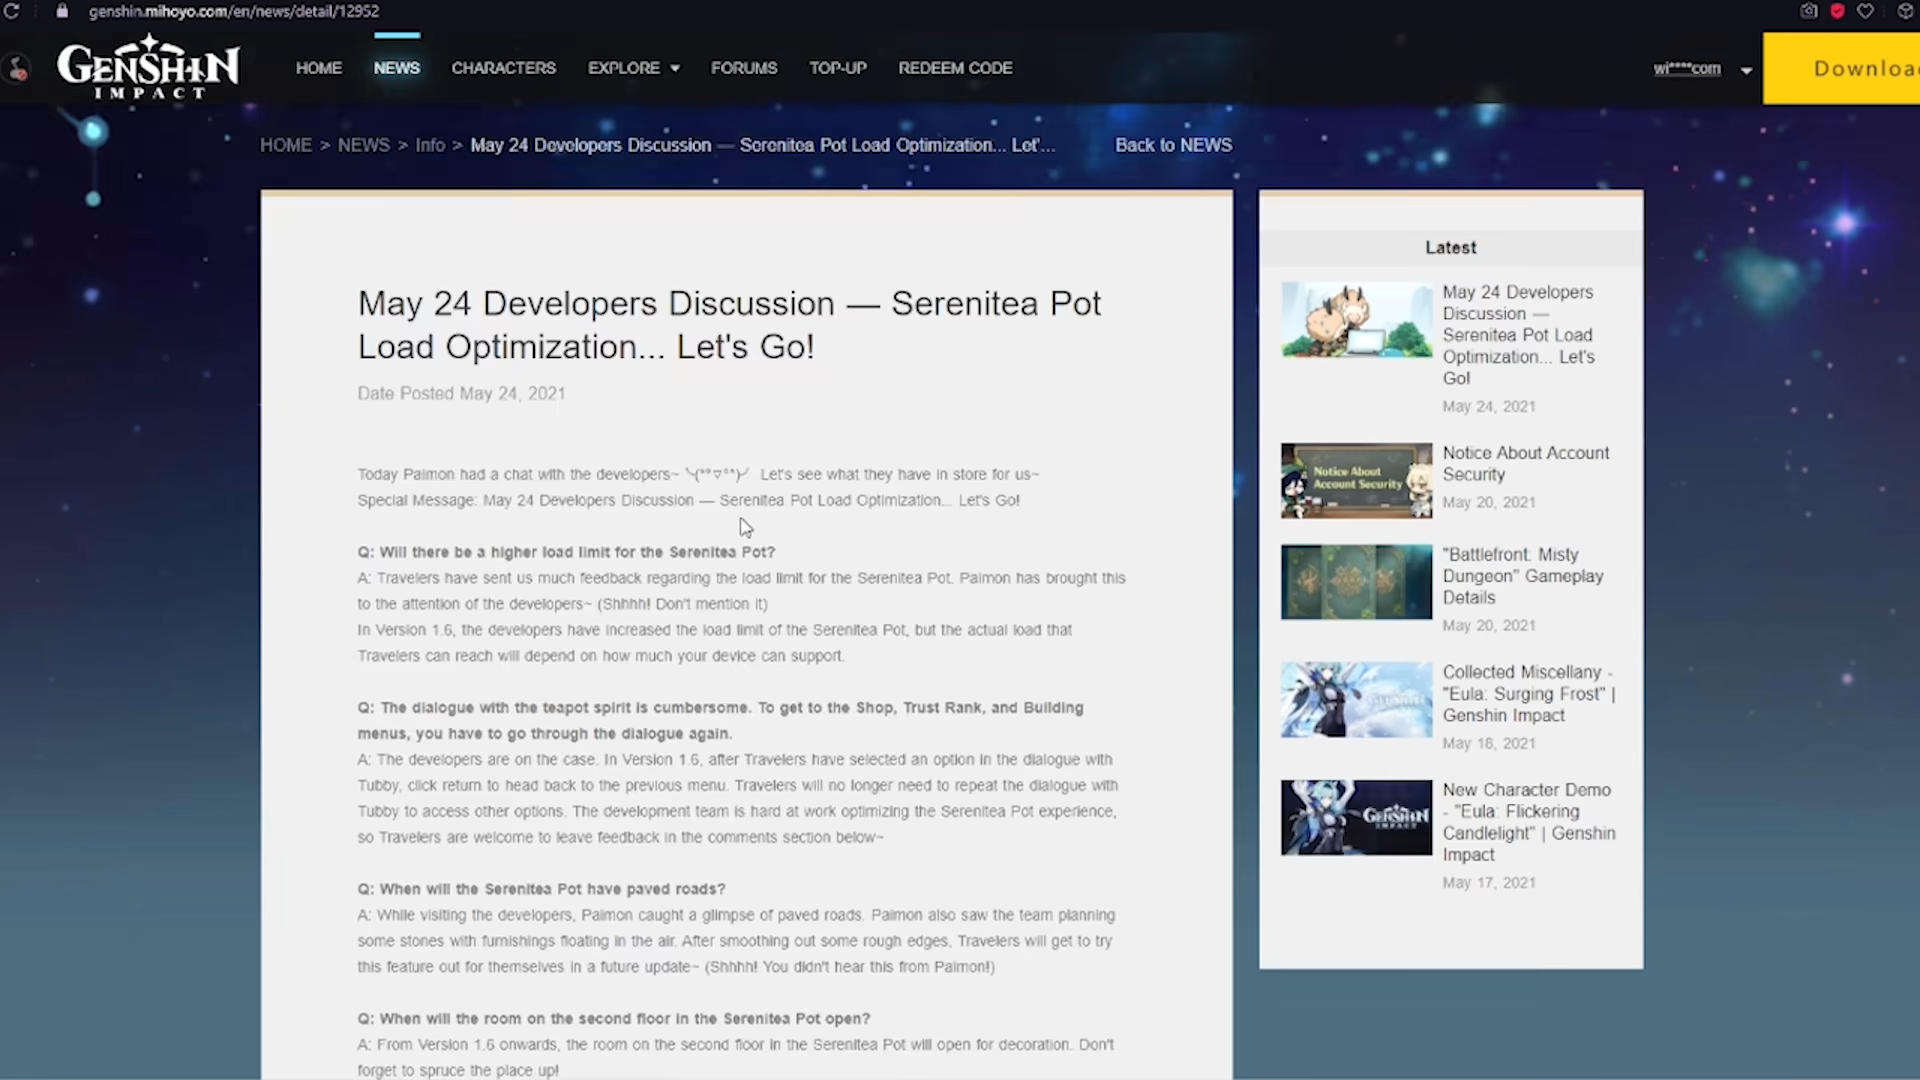 genshin.mihoyo.com/en/news/detail/12952
GENSHIN
IMPACT
HOME
NEWS
CHARACTERS
EXPLORE
FORUMS
TOP-UP
REDEEM CODE
wi****com
Downloa
HOME > NEWS > Info > May 24 Developers Discussion — Serenitea Pot Load Optimization... Let'...
Back to NEWS
May 24 Developers Discussion — Serenitea Pot
Load Optimization... Let's Go!
Date Posted May 24, 2021
Today Paimon had a chat with the developers~ ╰(*°▽°*)╯ Let's see what they have in store for us~
Special Message: May 24 Developers Discussion — Serenitea Pot Load Optimization... Let's Go!
Q: Will there be a higher load limit for the Serenitea Pot?
A: Travelers have sent us much feedback regarding the load limit for the Serenitea Pot. Paimon has brought this
to the attention of the developers~ (Shhhh! Don't mention it)
In Version 1.6, the developers have increased the load limit of the Serenitea Pot, but the actual load that
Travelers can reach will depend on how much your device can support.
Q: The dialogue with the teapot spirit is cumbersome. To get to the Shop, Trust Rank, and Building
menus, you have to go through the dialogue again.
A: The developers are on the case. In Version 1.6, after Travelers have selected an option in the dialogue with
Tubby, click return to head back to the previous menu. Travelers will no longer need to repeat the dialogue with
Tubby to access other options. The development team is hard at work optimizing the Serenitea Pot experience,
so Travelers are welcome to leave feedback in the comments section below~
Q: When will the Serenitea Pot have paved roads?
A: While visiting the developers, Paimon caught a glimpse of paved roads. Paimon also saw the team planning
some stones with furnishings floating in the air. After smoothing out some rough edges, Travelers will get to try
this feature out for themselves in a future update~ (Shhhh! You didn't hear this from Paimon!)
Q: When will the room on the second floor in the Serenitea Pot open?
A: From Version 1.6 onwards, the room on the second floor in the Serenitea Pot will open for decoration. Don't
forget to spruce the place up!
Latest
May 24 Developers
Discussion —
Serenitea Pot Load
Optimization... Let's
Go!
May 24, 2021
Notice About
Account Security
Notice About Account
Security
May 20, 2021
"Battlefront: Misty
Dungeon" Gameplay
Details
May 20, 2021
Collected Miscellany -
"Eula: Surging Frost" |
Genshin Impact
May 18, 2021
GENSHIN
IMPACT
New Character Demo
- "Eula: Flickering
Candlelight" | Genshin
Impact
May 17, 2021